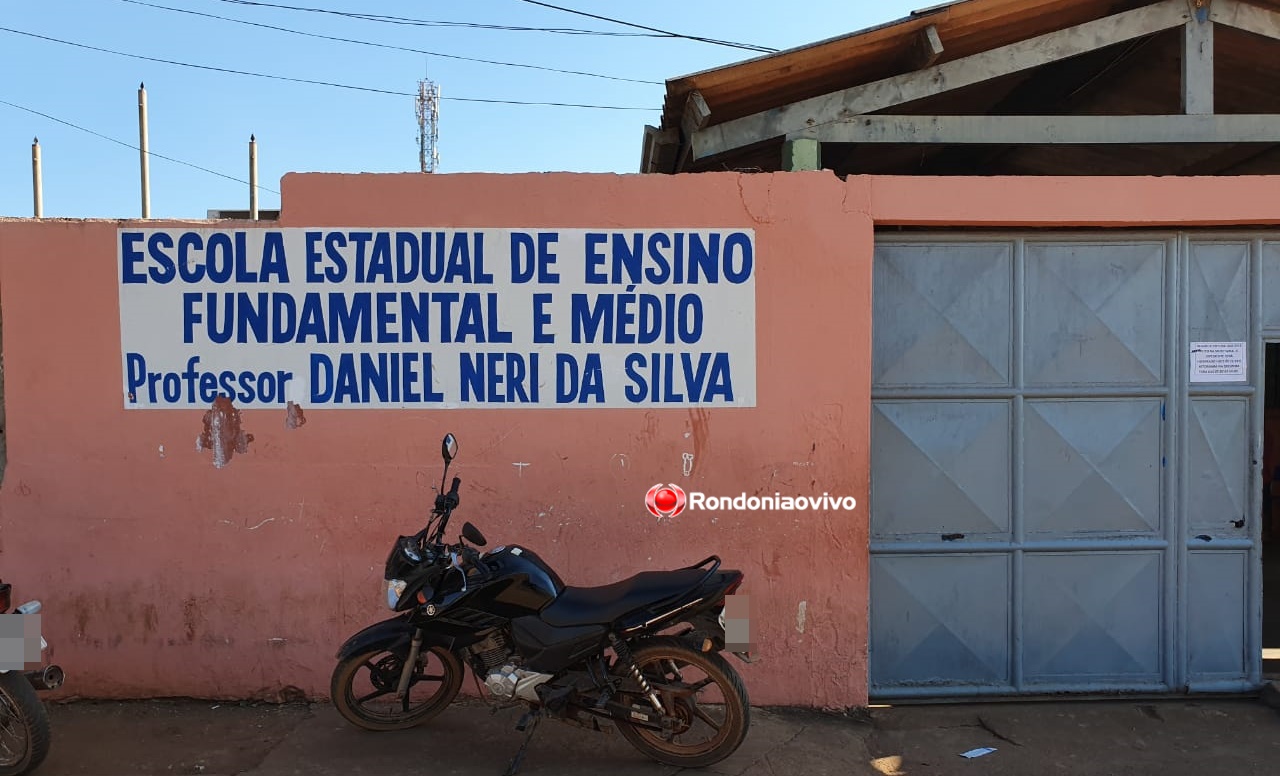 ESCOLA ESTADUAL DE ENSINO
FUNDAMENTAL E MÉDIO
Professor DANIEL NERI DA SILVA
Rondoniaovivo